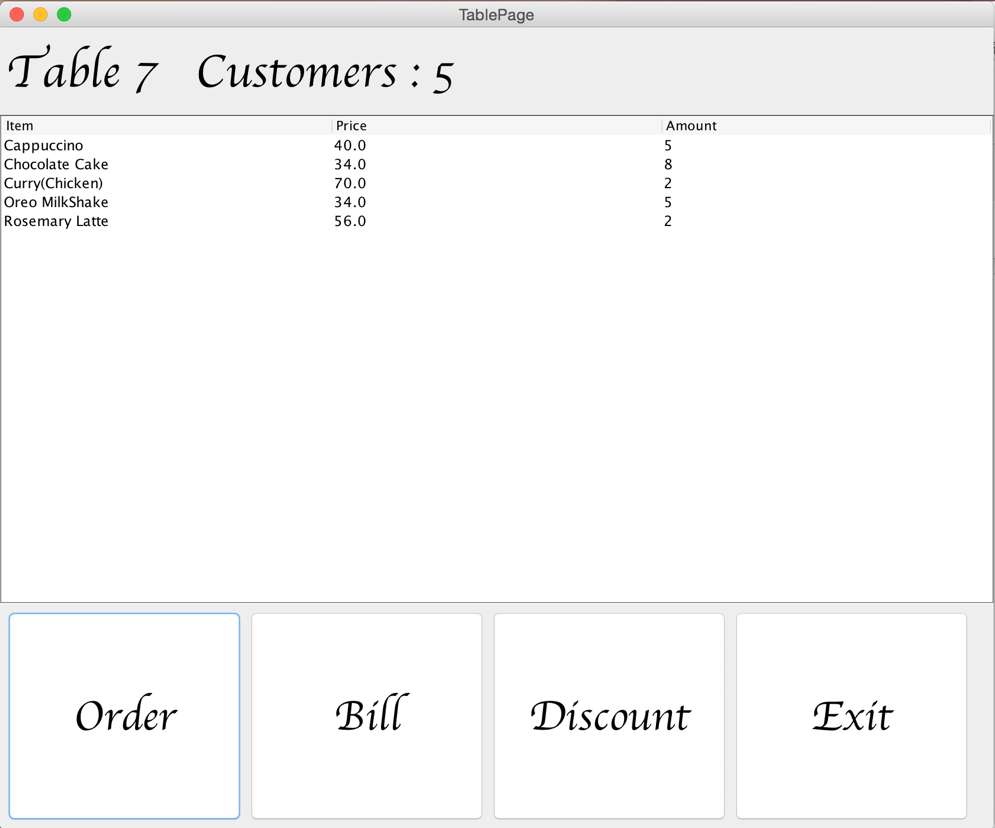 TablePage
Table 7 Customers : 5
Item Price Amount
Cappuccino 40.0 5
Chocolate Cake 34.0 8
Curry(Chicken) 70.0 2
Oreo MilkShake 34.0 5
Rosemary Latte 56.0 2
Order Bill Discount Exit